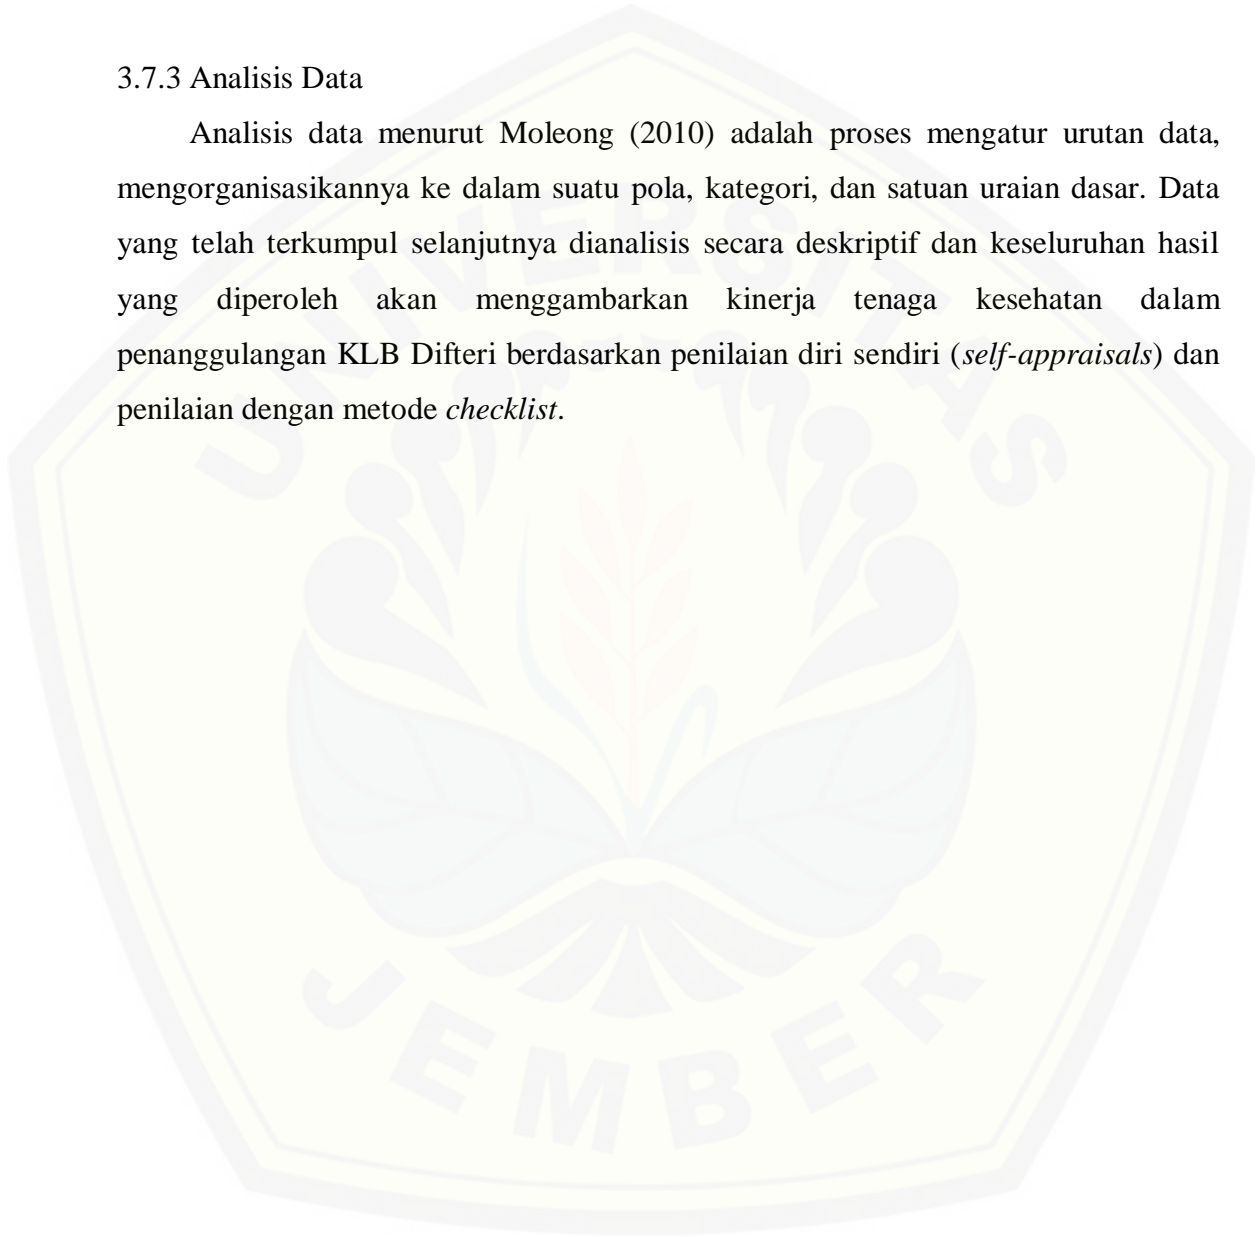 3.7.3 Analisis Data
Analisis data menurut Moleong (2010) adalah proses mengatur urutan data,
mengorganisasikannya ke dalam suatu pola, kategori, dan satuan uraian dasar. Data
yang telah terkumpul selanjutnya dianalisis secara deskriptif dan keseluruhan hasil
yang diperoleh akan menggambarkan kinerja tenaga kesehatan dalam
penanggulangan KLB Difteri berdasarkan penilaian diri sendiri (self-appraisals) dan
penilaian dengan metode checklist.
UNIVERSITAS
JEMBER